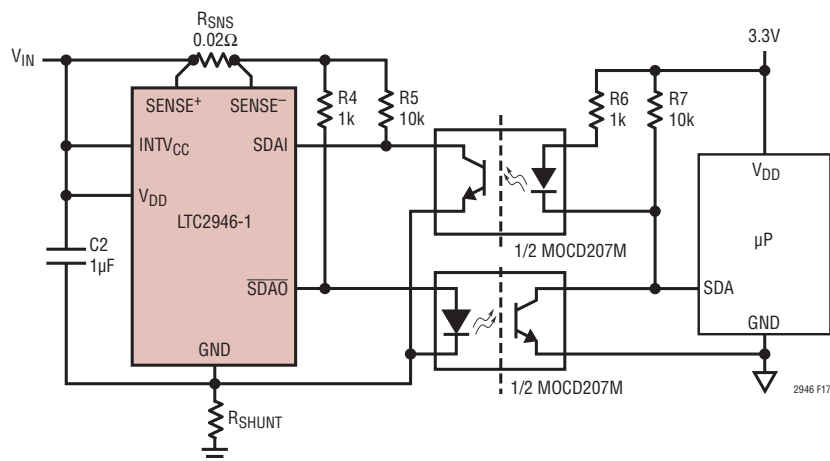 RSNS
0.02Ω
VIN
3.3V
SENSE+
SENSE−
R4
1k
R5
10k
R6
1k
R7
10k
INTVCC
SDAI
VDD
VDD
LTC2946-1
µP
C2
1µF
1/2 MOCD207M
SDAO
SDA
GND
GND
1/2 MOCD207M
2946 F17
RSHUNT